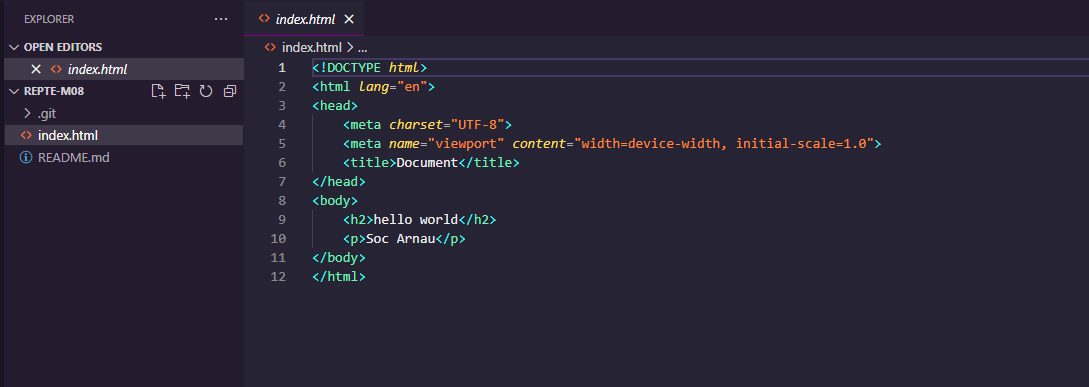 EXPLORER ...
OPEN EDITORS
index.html
REPTE-M08
.git
index.html
README.md
index.html
index.html > ...
1 <!DOCTYPE html>
2 <html lang="en">
3 <head>
4     <meta charset="UTF-8">
5     <meta name="viewport" content="width=device-width, initial-scale=1.0">
6     <title>Document</title>
7 </head>
8 <body>
9     <h2>hello world</h2>
10     <p>Soc Arnau</p>
11 </body>
12 </html>